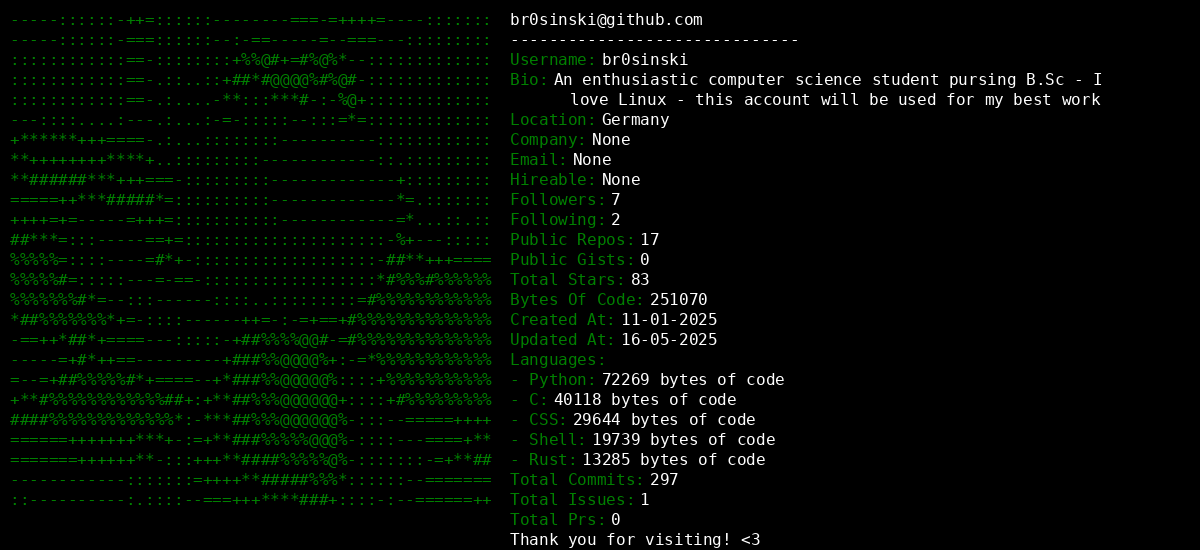 br0sinski@github.com
------------------------------
Username: br0sinski
Bio: An enthusiastic computer science student pursing B.Sc - I
love Linux - this account will be used for my best work
Location: Germany
Company: None
Email: None
Hireable: None
Followers: 7
Following: 2
Public Repos: 17
Public Gists: 0
Total Stars: 83
Bytes Of Code: 251070
Created At: 11-01-2025
Updated At: 16-05-2025
Languages:
- Python: 72269 bytes of code
- C: 40118 bytes of code
- CSS: 29644 bytes of code
- Shell: 19739 bytes of code
- Rust: 13285 bytes of code
Total Commits: 297
Total Issues: 1
Total Prs: 0
Thank you for visiting! <3